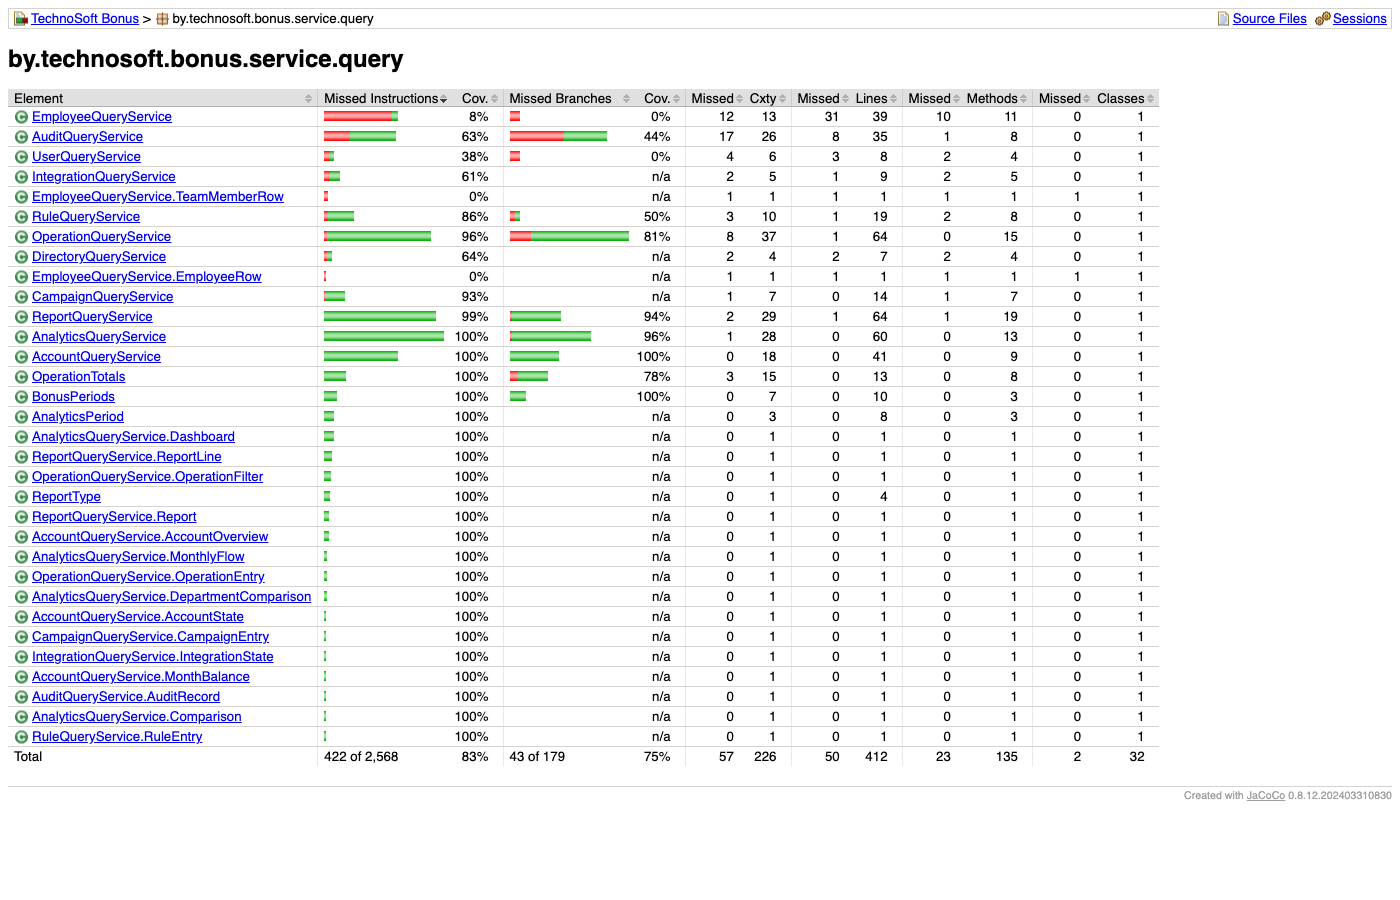 TechnoSoft Bonus > by.technosoft.bonus.service.query Source Files Sessions
by.technosoft.bonus.service.query
Element Missed Instructions Cov. Missed Branches Cov. Missed Cxty Missed Lines Missed Methods Missed Classes
EmployeeQueryService 8% 0% 12 13 31 39 10 11 0 1
AuditQueryService 63% 44% 17 26 8 35 1 8 0 1
UserQueryService 38% 0% 4 6 3 8 2 4 0 1
IntegrationQueryService 61% n/a 2 5 1 9 2 5 0 1
EmployeeQueryService.TeamMemberRow 0% n/a 1 1 1 1 1 1 1 1
RuleQueryService 86% 50% 3 10 1 19 2 8 0 1
OperationQueryService 96% 81% 8 37 1 64 0 15 0 1
DirectoryQueryService 64% n/a 2 4 2 7 2 4 0 1
EmployeeQueryService.EmployeeRow 0% n/a 1 1 1 1 1 1 1 1
CampaignQueryService 93% n/a 1 7 0 14 1 7 0 1
ReportQueryService 99% 94% 2 29 1 64 1 19 0 1
AnalyticsQueryService 100% 96% 1 28 0 60 0 13 0 1
AccountQueryService 100% 100% 0 18 0 41 0 9 0 1
OperationTotals 100% 78% 3 15 0 13 0 8 0 1
BonusPeriods 100% 100% 0 7 0 10 0 3 0 1
AnalyticsPeriod 100% n/a 0 3 0 8 0 3 0 1
AnalyticsQueryService.Dashboard 100% n/a 0 1 0 1 0 1 0 1
ReportQueryService.ReportLine 100% n/a 0 1 0 1 0 1 0 1
OperationQueryService.OperationFilter 100% n/a 0 1 0 1 0 1 0 1
ReportType 100% n/a 0 1 0 4 0 1 0 1
ReportQueryService.Report 100% n/a 0 1 0 1 0 1 0 1
AccountQueryService.AccountOverview 100% n/a 0 1 0 1 0 1 0 1
AnalyticsQueryService.MonthlyFlow 100% n/a 0 1 0 1 0 1 0 1
OperationQueryService.OperationEntry 100% n/a 0 1 0 1 0 1 0 1
AnalyticsQueryService.DepartmentComparison 100% n/a 0 1 0 1 0 1 0 1
AccountQueryService.AccountState 100% n/a 0 1 0 1 0 1 0 1
CampaignQueryService.CampaignEntry 100% n/a 0 1 0 1 0 1 0 1
IntegrationQueryService.IntegrationState 100% n/a 0 1 0 1 0 1 0 1
AccountQueryService.MonthBalance 100% n/a 0 1 0 1 0 1 0 1
AuditQueryService.AuditRecord 100% n/a 0 1 0 1 0 1 0 1
AnalyticsQueryService.Comparison 100% n/a 0 1 0 1 0 1 0 1
RuleQueryService.RuleEntry 100% n/a 0 1 0 1 0 1 0 1
Total 422 of 2,568 83% 43 of 179 75% 57 226 50 412 23 135 2 32
Created with JaCoCo 0.8.12.202403310830